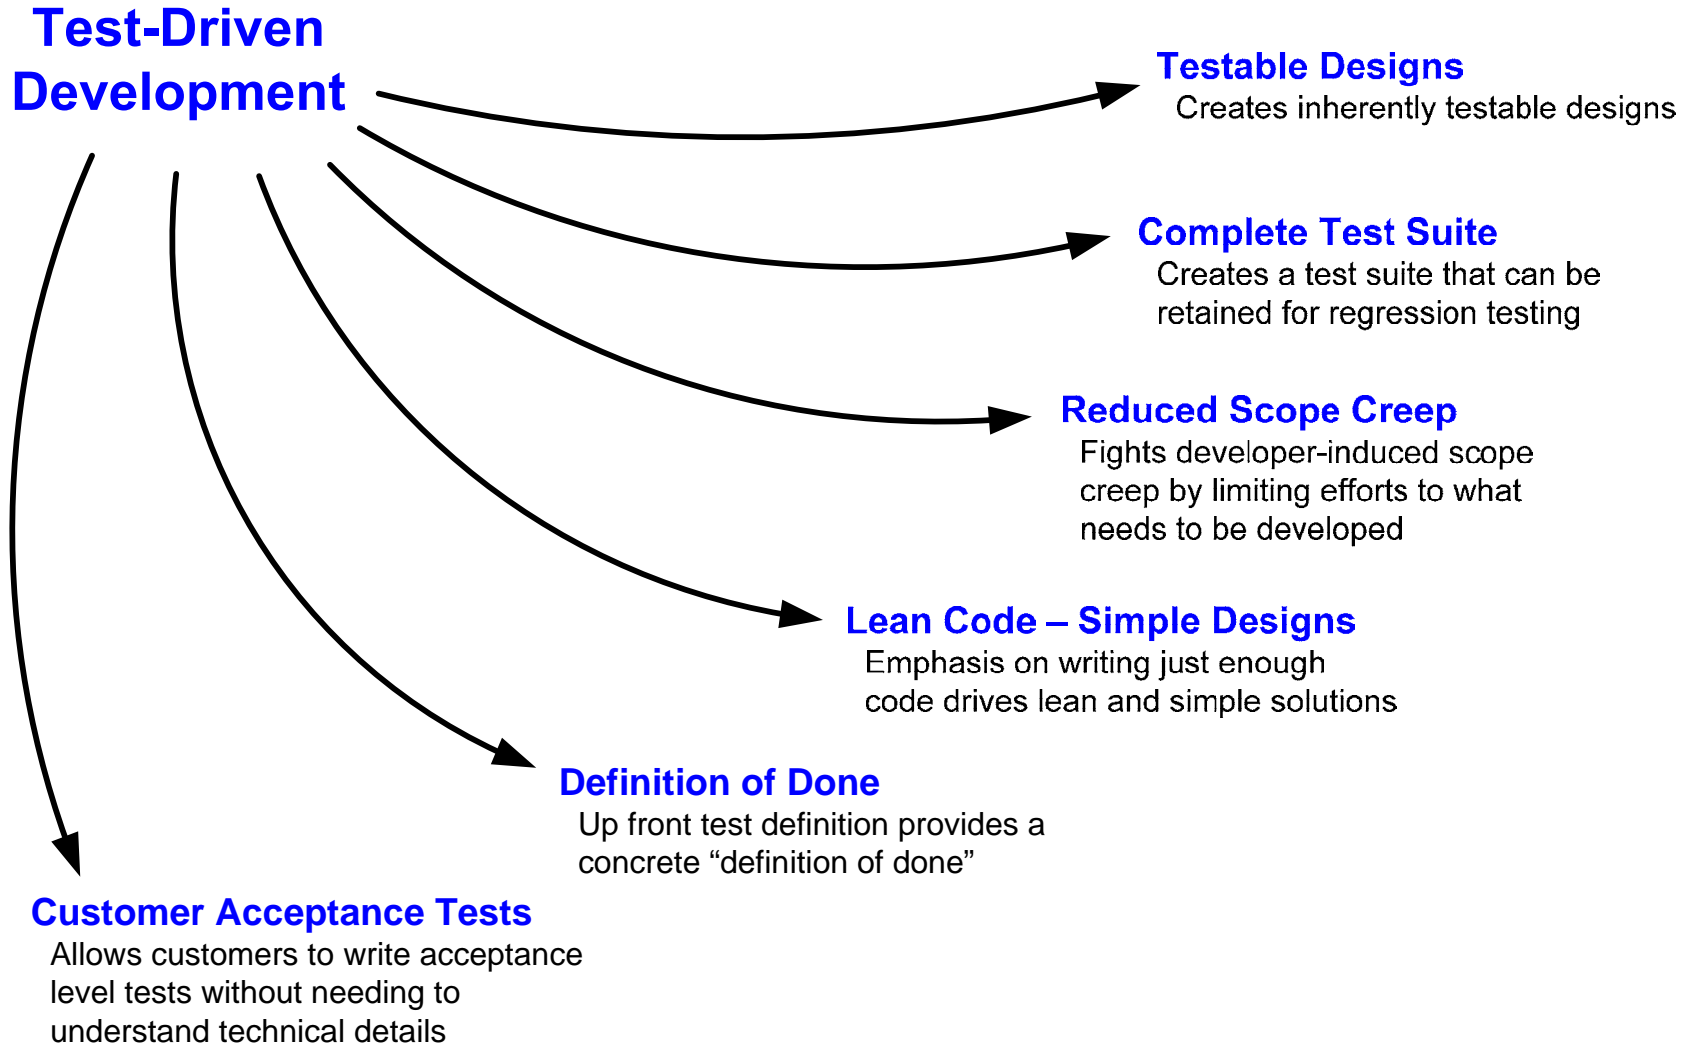 Test-Driven
Development
Testable Designs
Creates inherently testable designs
Complete Test Suite
Creates a test suite that can be
retained for regression testing
Reduced Scope Creep
Fights developer-induced scope
creep by limiting efforts to what
needs to be developed
Lean Code – Simple Designs
Emphasis on writing just enough
code drives lean and simple solutions
Definition of Done
Up front test definition provides a
concrete “definition of done”
Customer Acceptance Tests
Allows customers to write acceptance
level tests without needing to
understand technical details